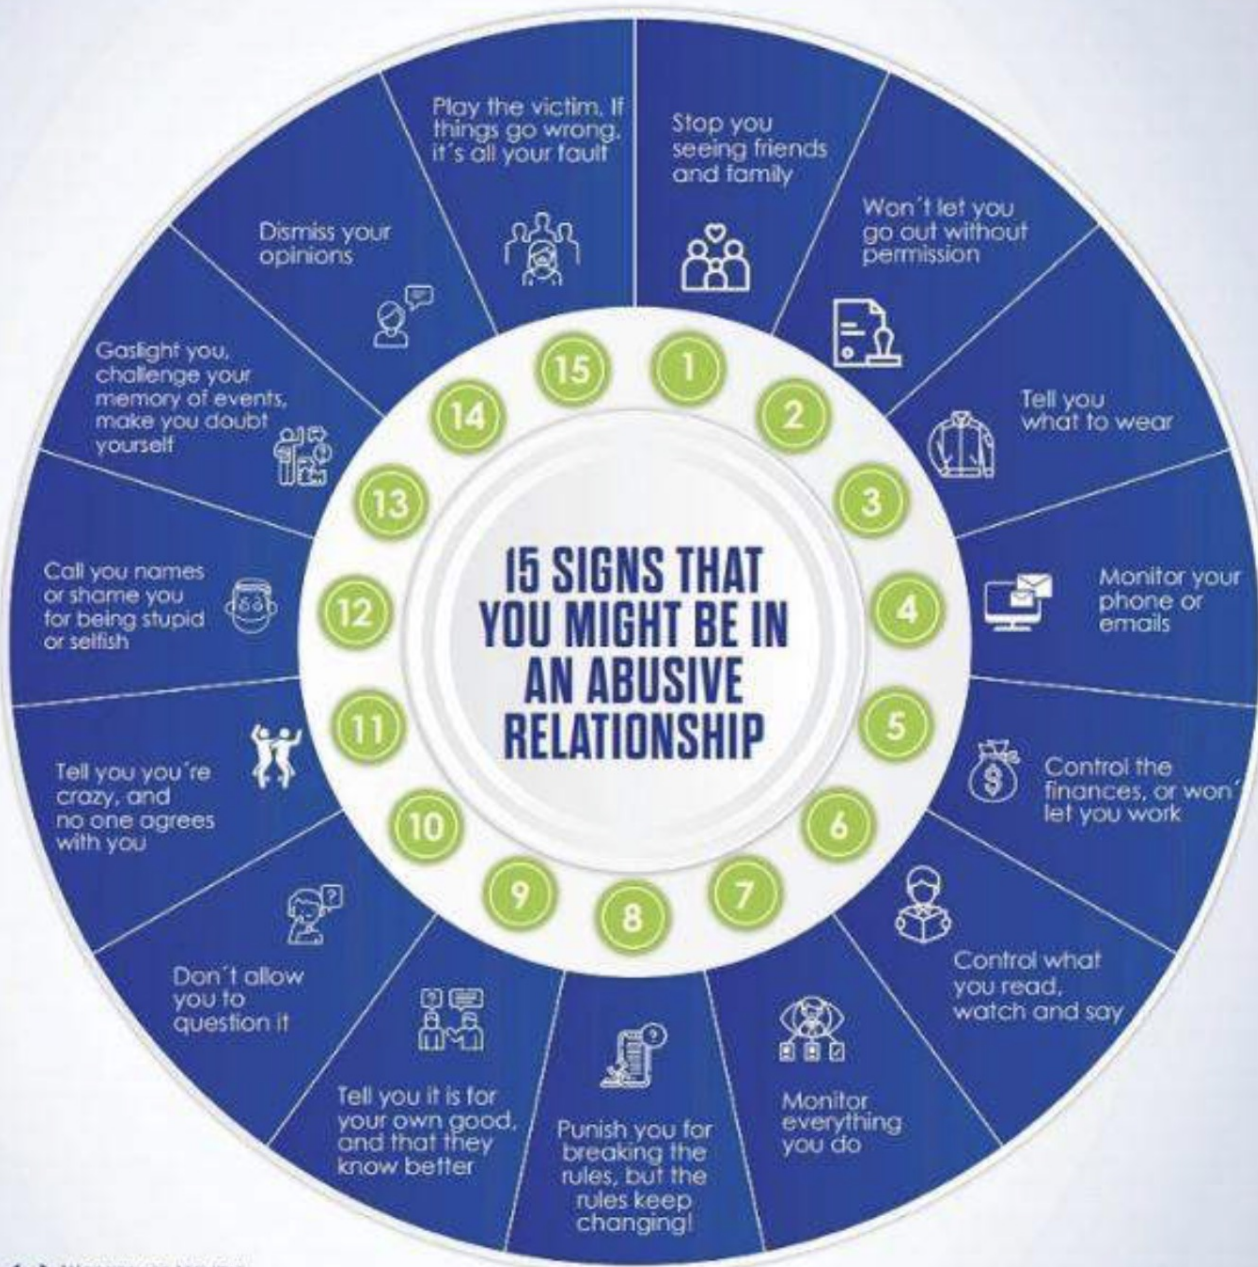 15 SIGNS THAT
YOU MIGHT BE IN
AN ABUSIVE
RELATIONSHIP
1
Stop you
seeing friends
and family
2
Won´t let you
go out without
permission
3
Tell you
what to wear
4
Monitor your
phone or
emails
5
Control the
finances, or won´
let you work
6
Control what
you read,
watch and say
7
Monitor
everything
you do
8
Punish you for
breaking the
rules, but the
rules keep
changing!
9
Tell you it is for
your own good,
and that they
know better
10
Don´t allow
you to
question it
11
Tell you you´re
crazy, and
no one agrees
with you
12
Call you names
or shame you
for being stupid
or selfish
13
Gaslight you,
challenge your
memory of events,
make you doubt
yourself
14
Dismiss your
opinions
15
Play the victim. If
things go wrong,
it´s all your fault